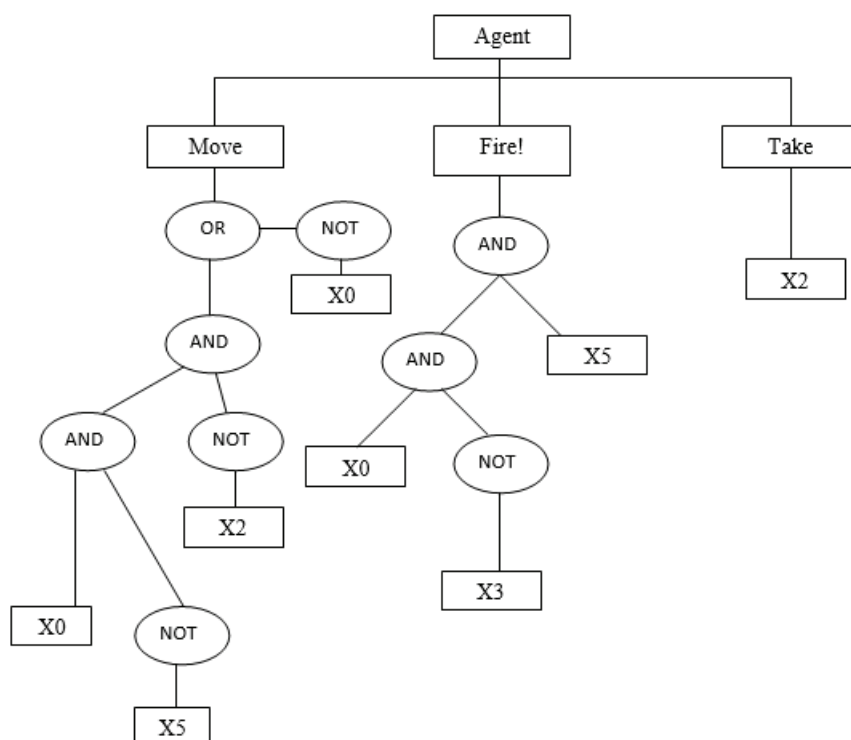 Agent
Move
Fire!
Take
OR
NOT
AND
X0
X2
AND
AND
X5
AND
NOT
X0
NOT
X2
X3
X0
NOT
X5